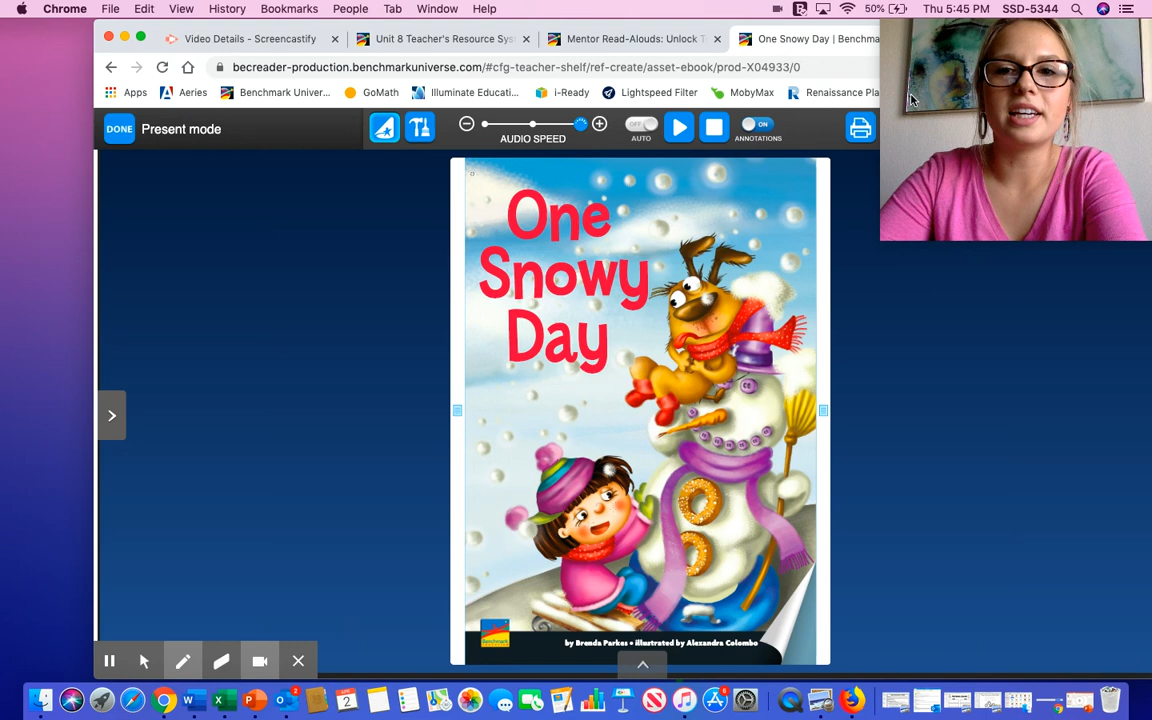 Chrome File Edit View History Bookmarks People Tab Window Help 50% Thu 5:45 PM SSD-5344
Video Details - Screencastify Unit 8 Teacher's Resource Sys Mentor Read-Alouds: Unlock T One Snowy Day | Benchma
becreader-production.benchmarkuniverse.com/#cfg-teacher-shelf/ref-create/asset-ebook/prod-X04933/0
Apps Aeries Benchmark Univer... GoMath Illuminate Educati... i-Ready Lightspeed Filter MobyMax Renaissance Pla
DONE Present mode
AUDIO SPEED
OFF
AUTO
ON
ANNOTATIONS
One
Snowy
Day
Benchmark
by Brenda Parkes • illustrated by Alexandra Colombo